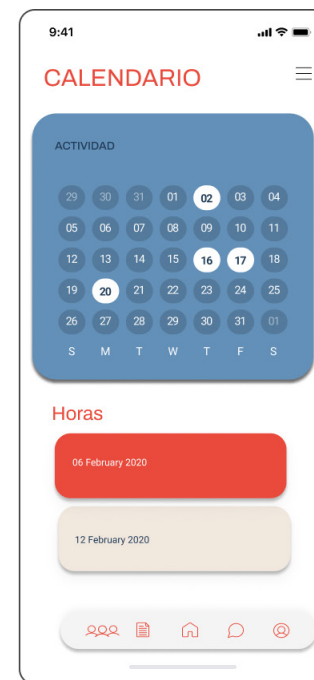 9:41
CALENDARIO
ACTIVIDAD
29 30 31 01 02 03 04
05 06 07 08 09 10 11
12 13 14 15 16 17 18
19 20 21 22 23 24 25
26 27 28 29 30 31 01
S M T W T F S
Horas
06 February 2020
12 February 2020